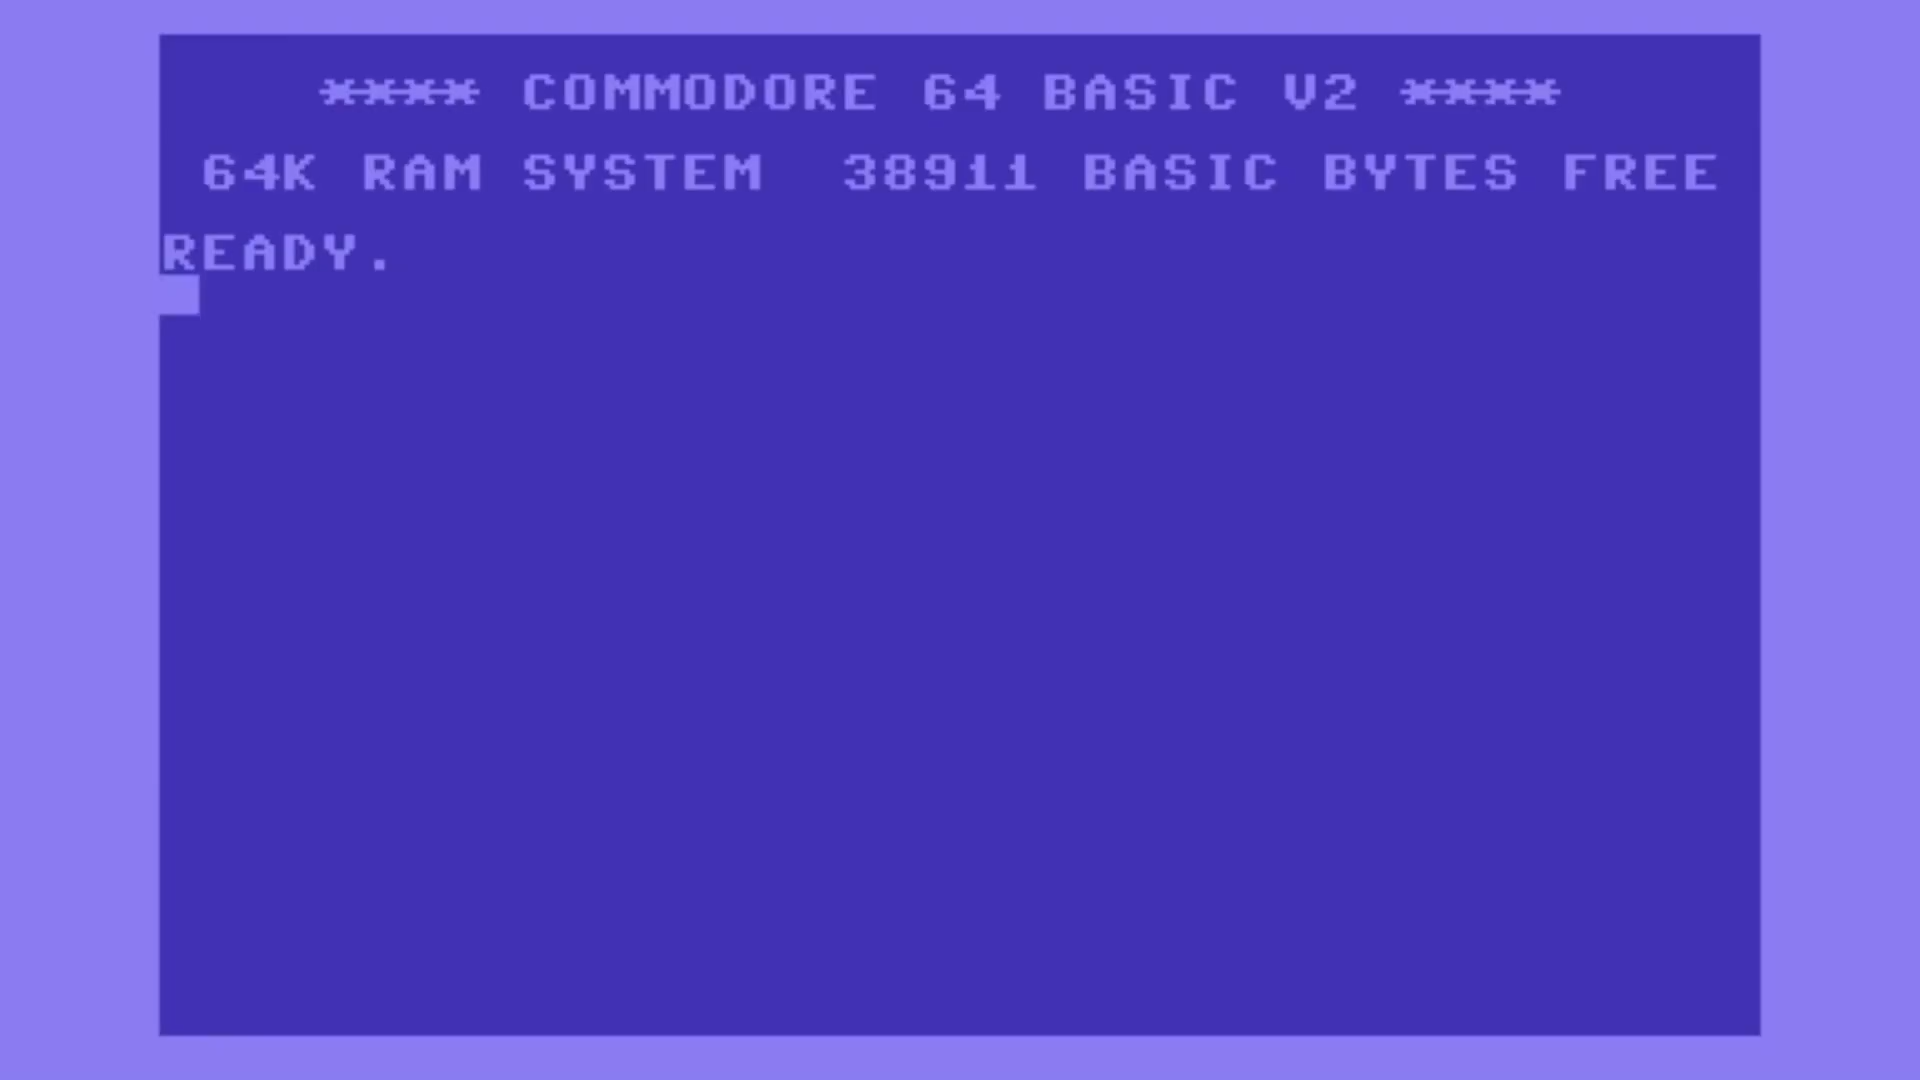 **** COMMODORE 64 BASIC V2 ****
64K RAM SYSTEM  38911 BASIC BYTES FREE
READY.